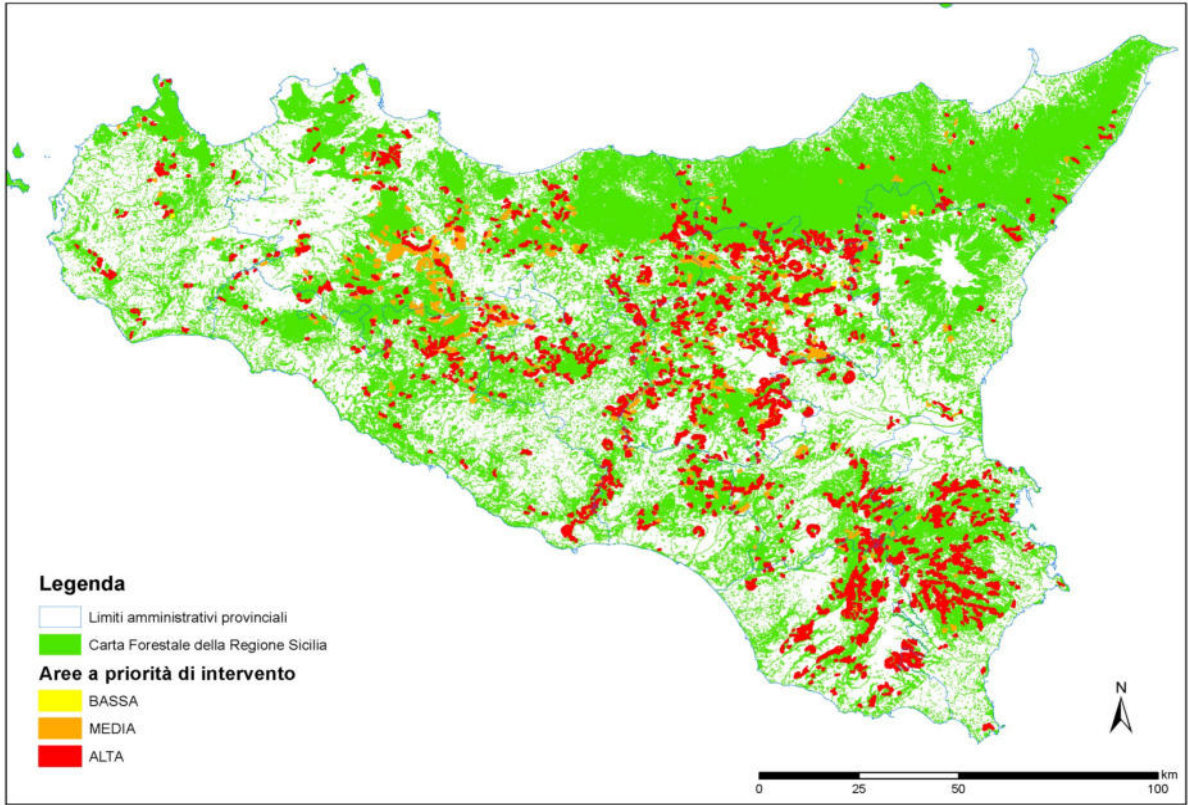 Legenda
Limiti amministrativi provinciali
Carta Forestale della Regione Sicilia
Aree a priorità di intervento
BASSA
MEDIA
ALTA
N
km
0 25 50 100